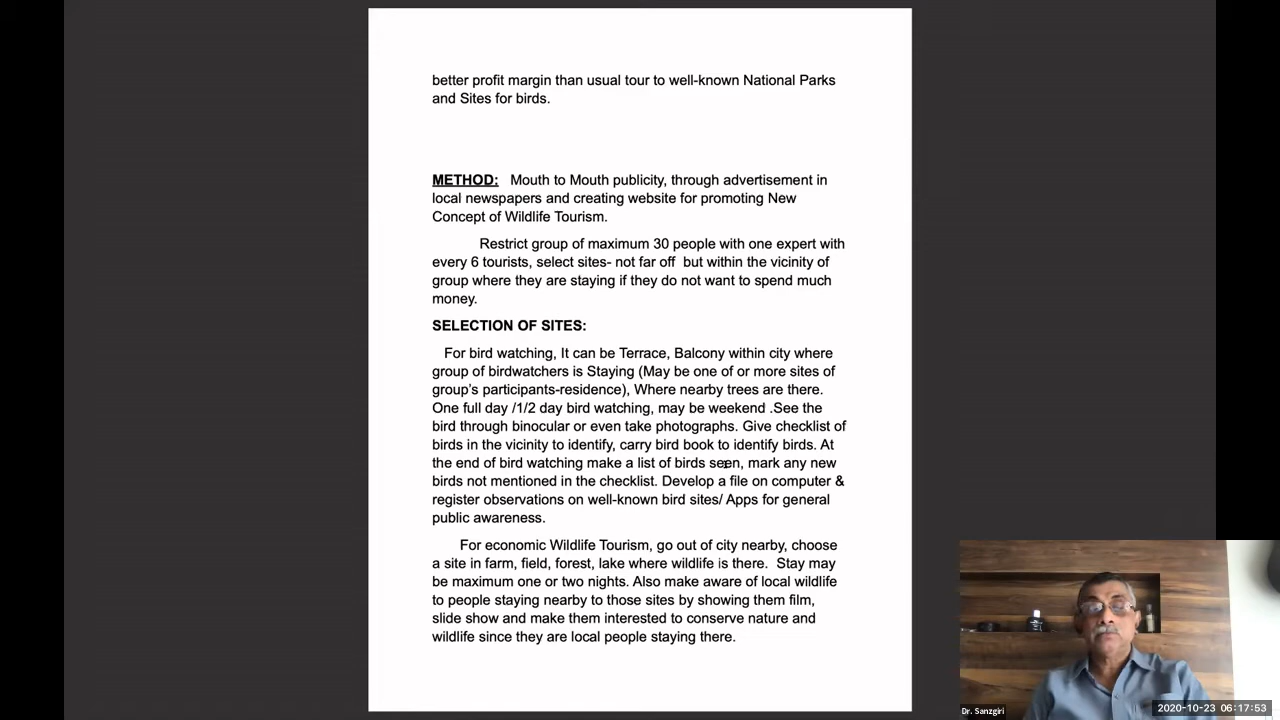 better profit margin than usual tour to well-known National Parks
and Sites for birds.
METHOD: Mouth to Mouth publicity, through advertisement in
local newspapers and creating website for promoting New
Concept of Wildlife Tourism.
Restrict group of maximum 30 people with one expert with
every 6 tourists, select sites- not far off but within the vicinity of
group where they are staying if they do not want to spend much
money.
SELECTION OF SITES:
For bird watching, It can be Terrace, Balcony within city where
group of birdwatchers is Staying (May be one of or more sites of
group's participants-residence), Where nearby trees are there.
One full day /1/2 day bird watching, may be weekend .See the
bird through binocular or even take photographs. Give checklist of
birds in the vicinity to identify, carry bird book to identify birds. At
the end of bird watching make a list of birds seen, mark any new
birds not mentioned in the checklist. Develop a file on computer &
register observations on well-known bird sites/ Apps for general
public awareness.
For economic Wildlife Tourism, go out of city nearby, choose
a site in farm, field, forest, lake where wildlife is there. Stay may
be maximum one or two nights. Also make aware of local wildlife
to people staying nearby to those sites by showing them film,
slide show and make them interested to conserve nature and
wildlife since they are local people staying there.
Dr. Sanzgiri
2020-10-23 06:17:53